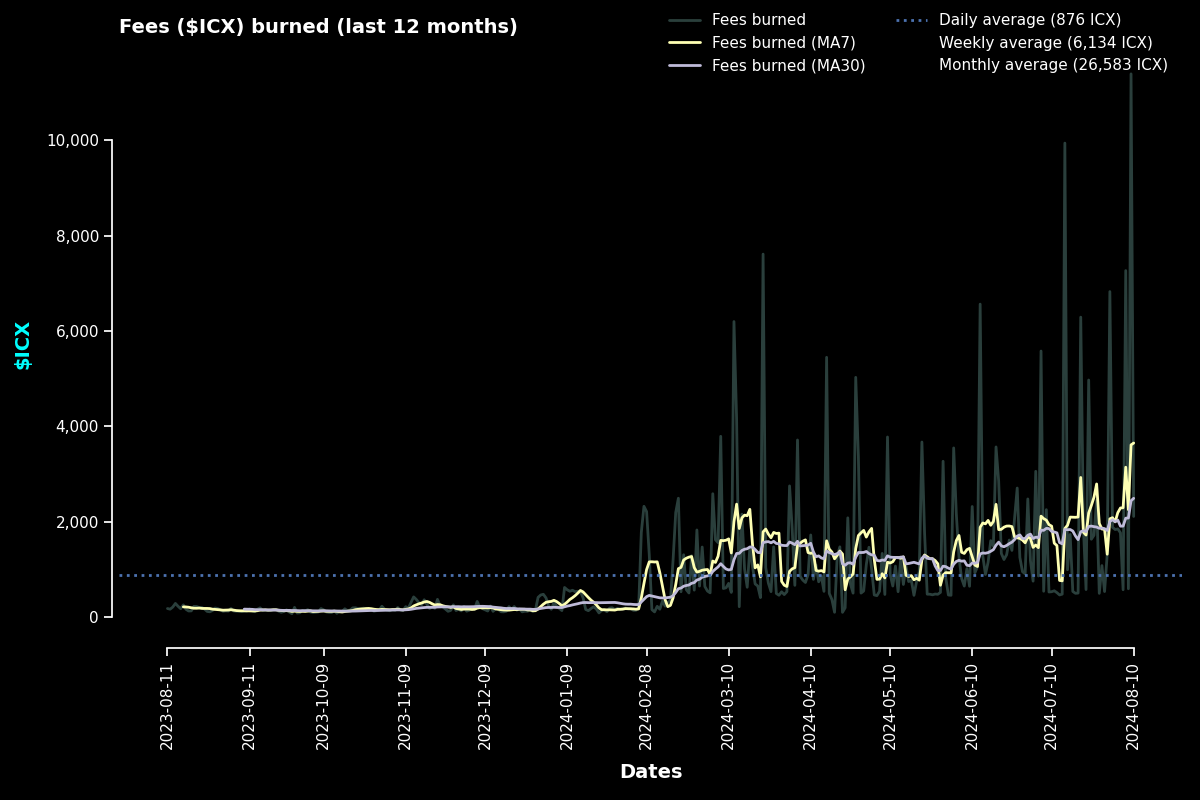 Fees ($ICX) burned (last 12 months)
Fees burned
Fees burned (MA7)
Fees burned (MA30)
Daily average (876 ICX)
Weekly average (6,134 ICX)
Monthly average (26,583 ICX)
$ICX
10,000
8,000
6,000
4,000
2,000
0
2023-08-11
2023-09-11
2023-10-09
2023-11-09
2023-12-09
2024-01-09
2024-02-08
2024-03-10
2024-04-10
2024-05-10
2024-06-10
2024-07-10
2024-08-10
Dates